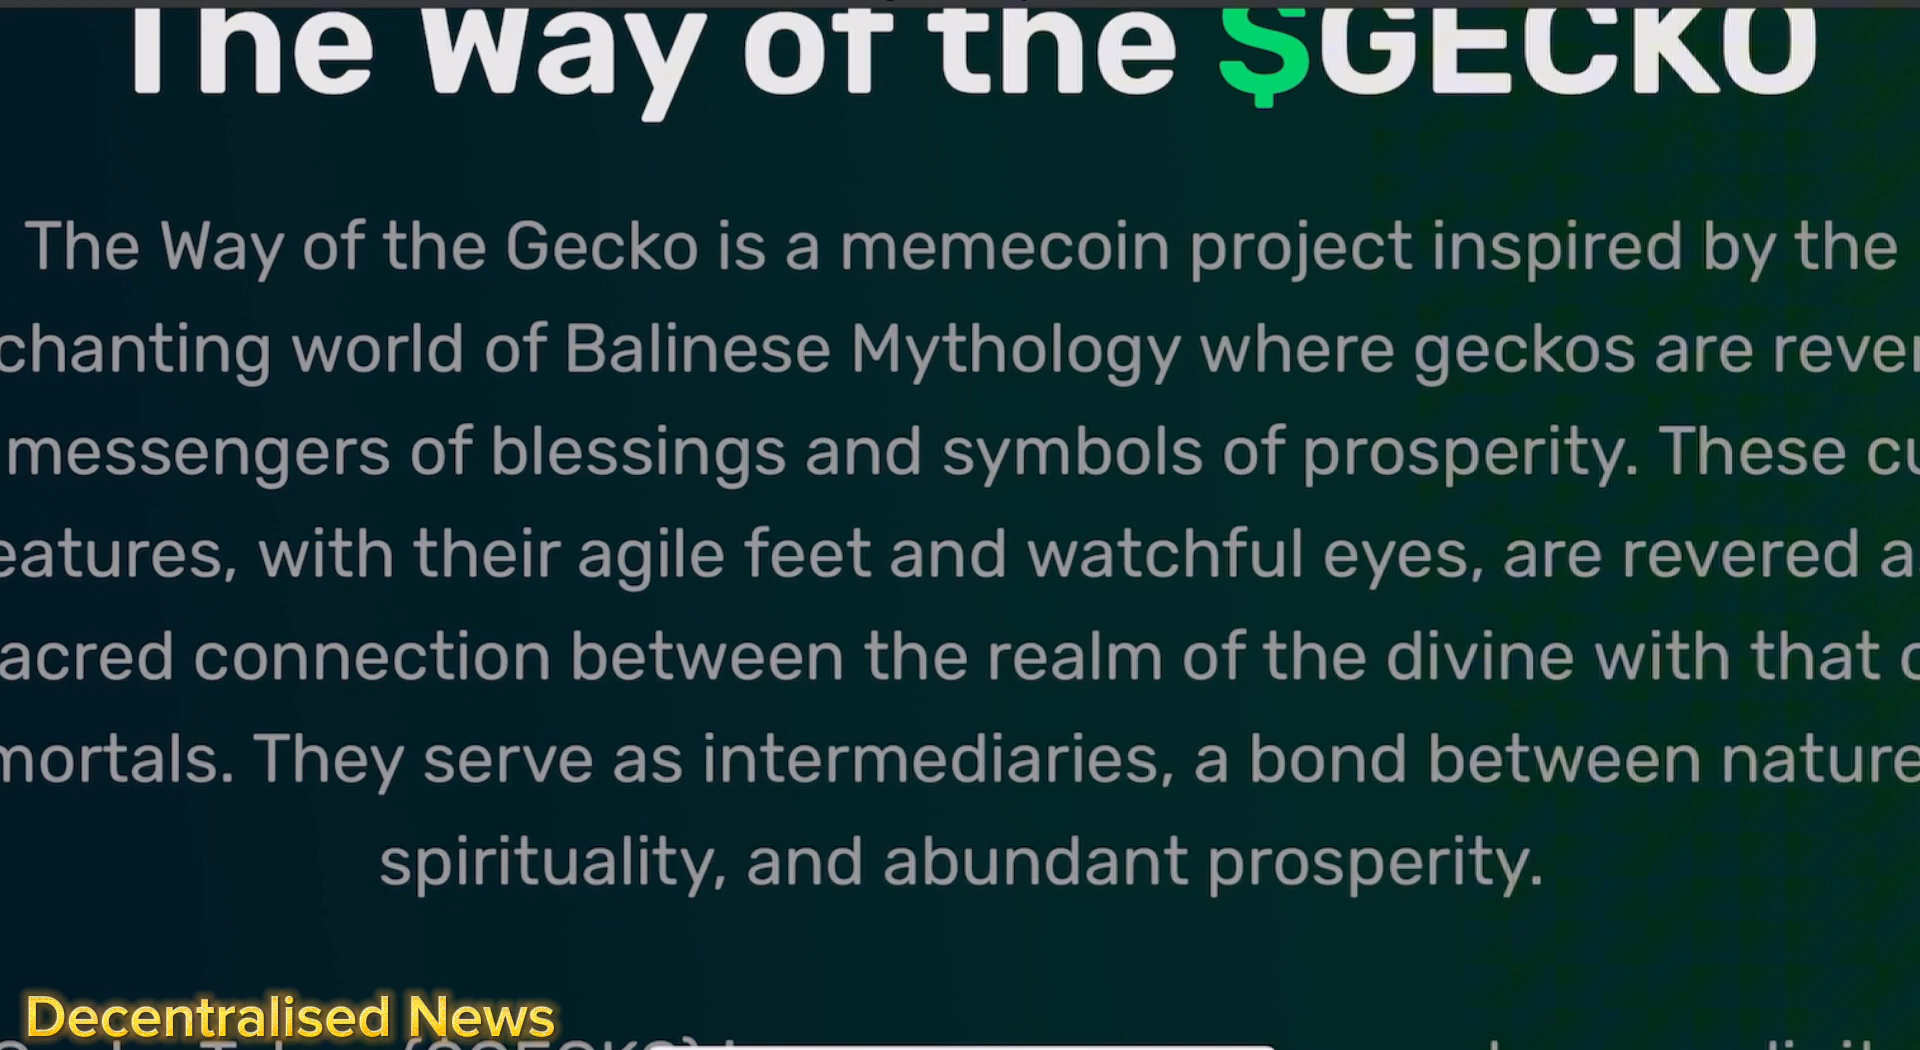 The Way of the $GECKO
The Way of the Gecko is a memecoin project inspired by the
chanting world of Balinese Mythology where geckos are rever
messengers of blessings and symbols of prosperity. These cu
eatures, with their agile feet and watchful eyes, are revered a
acred connection between the realm of the divine with that
mortals. They serve as intermediaries, a bond between nature
spirituality, and abundant prosperity.
Decentralised News